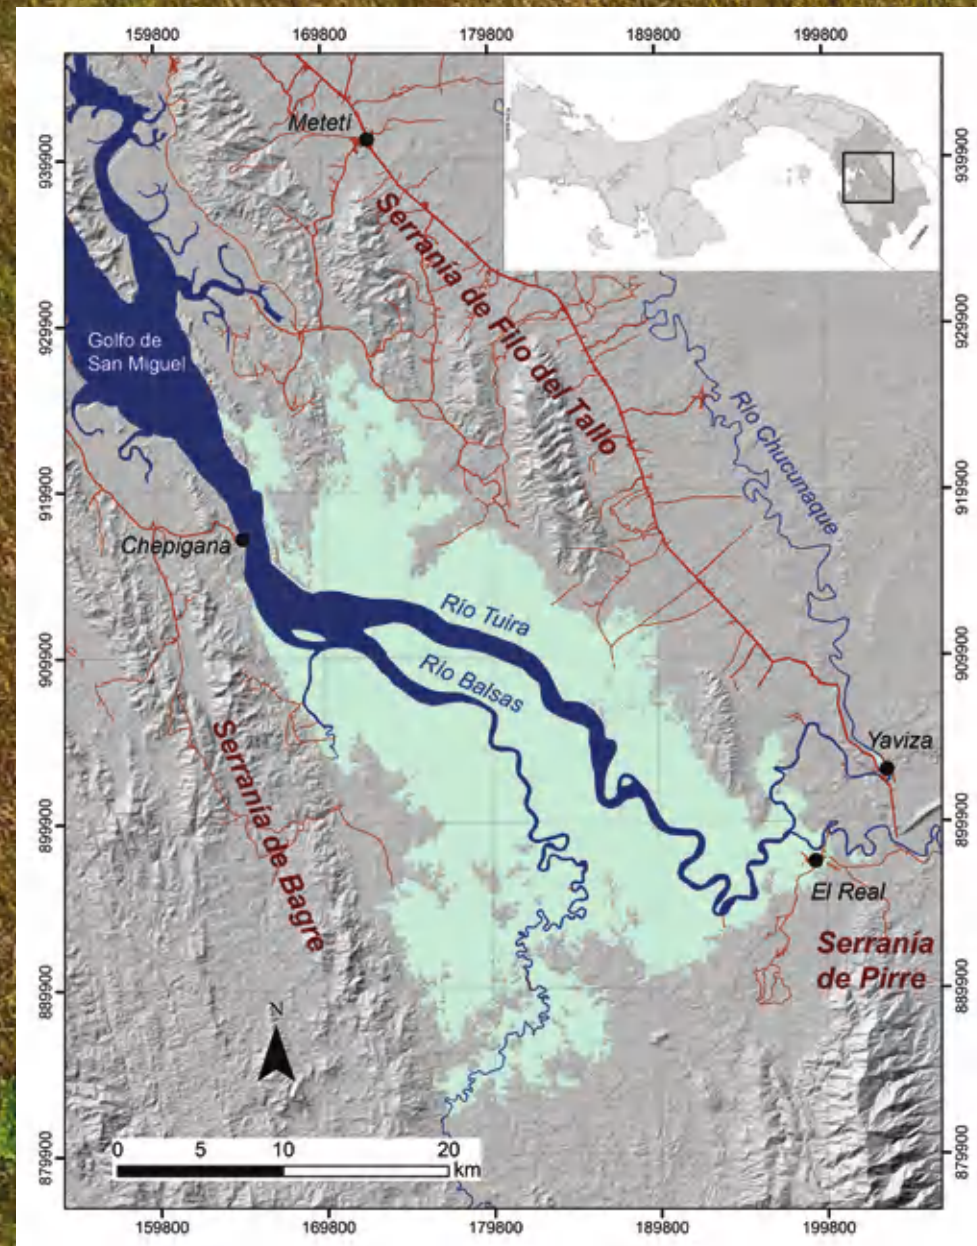 159800 168800 179800 189800 199800
Metetí
939900
939900
Serranía de Filo del Tallo
929900
929900
Golfo de
San Miguel
Río Chucunaque
919900
919900
Chepigana
Río Tuira
909900
909900
Río Balsas
Serranía de Bagre
Yaviza
899900
899900
El Real
Serranía
de Pirre
889900
889900
N
0 5 10 20
km
879900
879900
159800 169800 179800 189800 199800